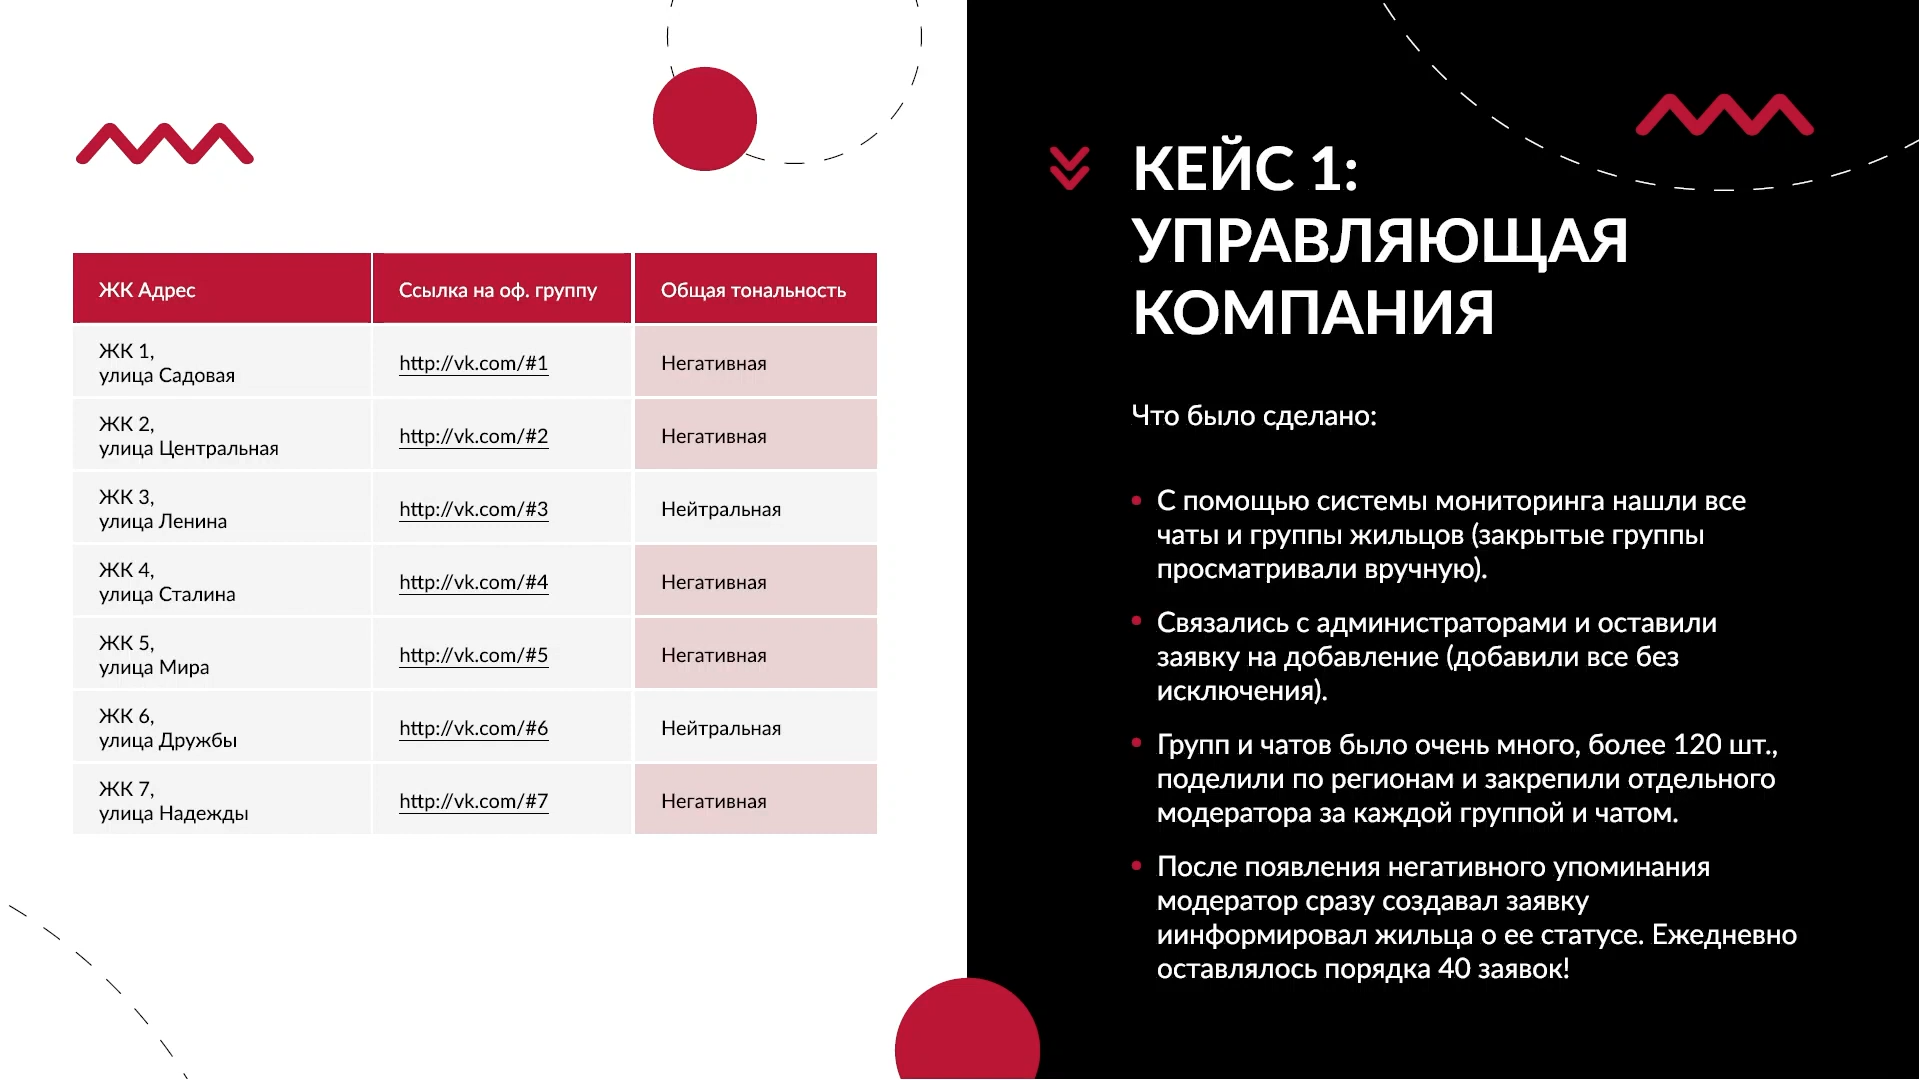 ЖК Адрес
Ссылка на оф. группу
Общая тональность
ЖК 1,
улица Садовая
http://vk.com/#1
Негативная
ЖК 2,
улица Центральная
http://vk.com/#2
Негативная
ЖК 3,
улица Ленина
http://vk.com/#3
Нейтральная
ЖК 4,
улица Сталина
http://vk.com/#4
Негативная
ЖК 5,
улица Мира
http://vk.com/#5
Негативная
ЖК 6,
улица Дружбы
http://vk.com/#6
Нейтральная
ЖК 7,
улица Надежды
http://vk.com/#7
Негативная
КЕЙС 1:
УПРАВЛЯЮЩАЯ
КОМПАНИЯ
Что было сделано:
• С помощью системы мониторинга нашли все
чаты и группы жильцов (закрытые группы
просматривали вручную).
• Связались с администраторами и оставили
заявку на добавление (добавили все без
исключения).
• Групп и чатов было очень много, более 120 шт.,
поделили по регионам и закрепили отдельного
модератора за каждой группой и чатом.
• После появления негативного упоминания
модератор сразу создавал заявку
иинформировал жильца о ее статусе. Ежедневно
оставлялось порядка 40 заявок!